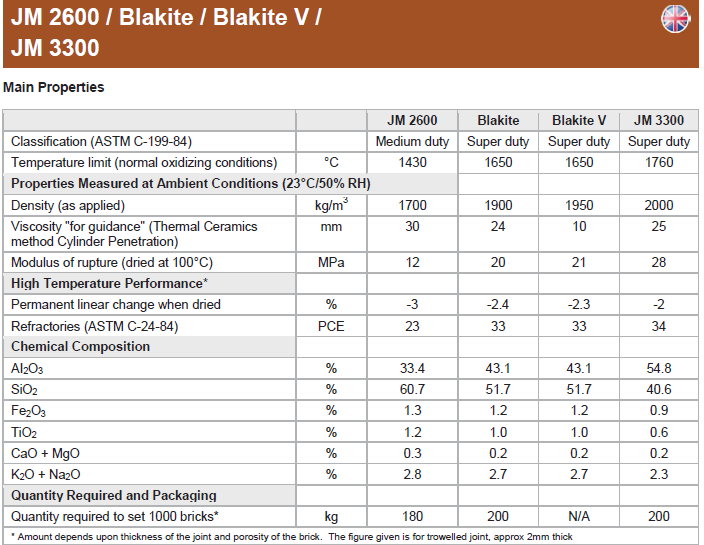 JM 2600 / Blakite / Blakite V /
JM 3300
Main Properties
JM 2600 Blakite Blakite V JM 3300
Classification (ASTM C-199-84) Medium duty Super duty Super duty Super duty
Temperature limit (normal oxidizing conditions) °C 1430 1650 1650 1760
Properties Measured at Ambient Conditions (23°C/50% RH)
Density (as applied) kg/m³ 1700 1900 1950 2000
Viscosity "for guidance" (Thermal Ceramics mm 30 24 10 25
method Cylinder Penetration)
Modulus of rupture (dried at 100°C) MPa 12 20 21 28
High Temperature Performance*
Permanent linear change when dried % -3 -2.4 -2.3 -2
Refractories (ASTM C-24-84) PCE 23 33 33 34
Chemical Composition
Al₂O₃ % 33.4 43.1 43.1 54.8
SiO₂ % 60.7 51.7 51.7 40.6
Fe₂O₃ % 1.3 1.2 1.2 0.9
TiO₂ % 1.2 1.0 1.0 0.6
CaO + MgO % 0.3 0.2 0.2 0.2
K₂O + Na₂O % 2.8 2.7 2.7 2.3
Quantity Required and Packaging
Quantity required to set 1000 bricks* kg 180 200 N/A 200
* Amount depends upon thickness of the joint and porosity of the brick. The figure given is for trowelled joint, approx 2mm thick